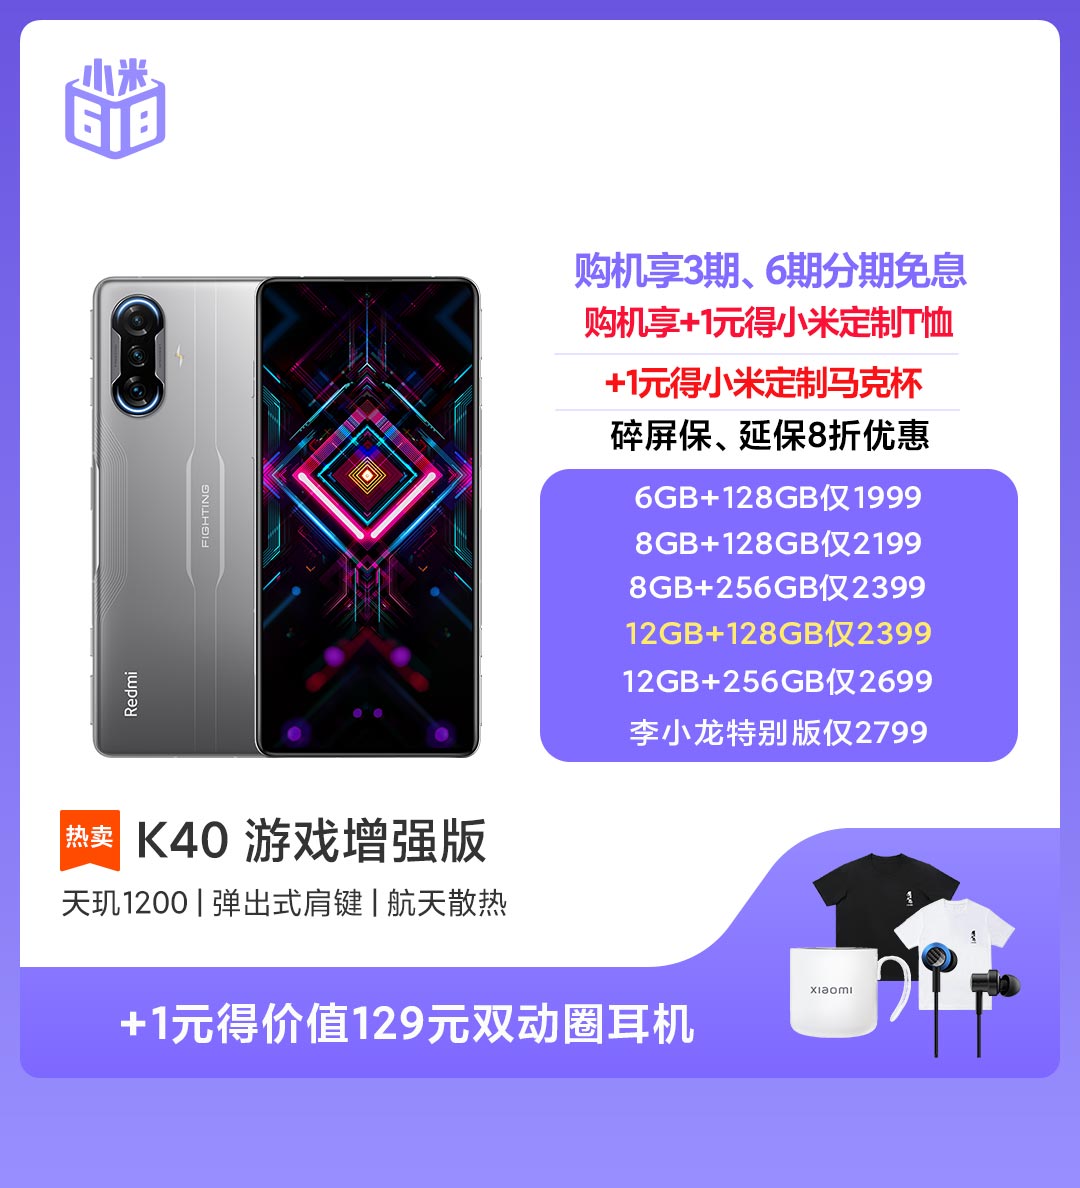 小米
618
购机享3期、6期分期免息
购机享+1元得小米定制T恤
+1元得小米定制马克杯
碎屏保、延保8折优惠
6GB+128GB仅1999
8GB+128GB仅2199
8GB+256GB仅2399
12GB+128GB仅2399
12GB+256GB仅2699
李小龙特别版仅2799
FIGHTING
Redmi
热卖
K40 游戏增强版
天玑1200 | 弹出式肩键 | 航天散热
xiaomi
+1元得价值129元双动圈耳机